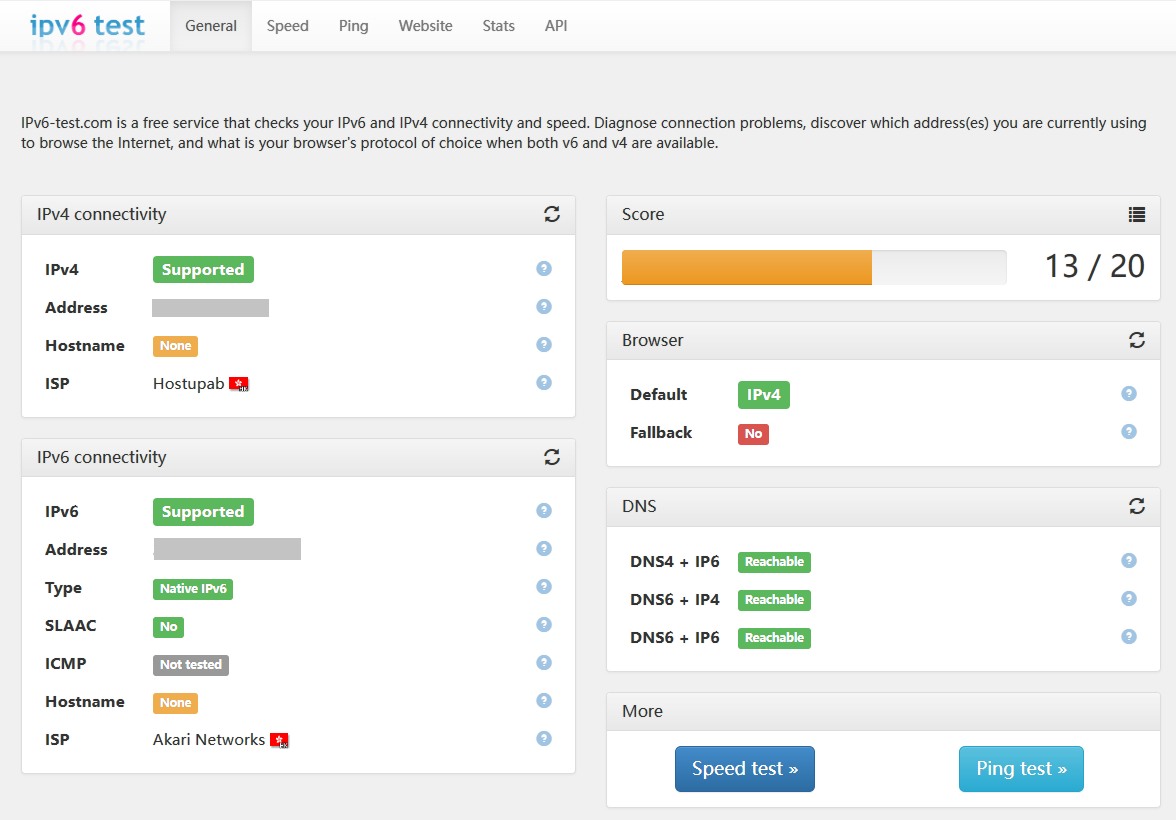 ipv6 test
General
Speed
Ping
Website
Stats
API
IPv6-test.com is a free service that checks your IPv6 and IPv4 connectivity and speed. Diagnose connection problems, discover which address(es) you are currently using
to browse the Internet, and what is your browser's protocol of choice when both v6 and v4 are available.
IPv4 connectivity
IPv4 Supported ?
Address ?
Hostname None ?
ISP Hostupab HK ?
IPv6 connectivity
IPv6 Supported ?
Address ?
Type Native IPv6 ?
SLAAC No ?
ICMP Not tested ?
Hostname None ?
ISP Akari Networks HK ?
Score
13 / 20
Browser
Default IPv4 ?
Fallback No ?
DNS
DNS4 + IP6 Reachable ?
DNS6 + IP4 Reachable ?
DNS6 + IP6 Reachable ?
More
Speed test »
Ping test »